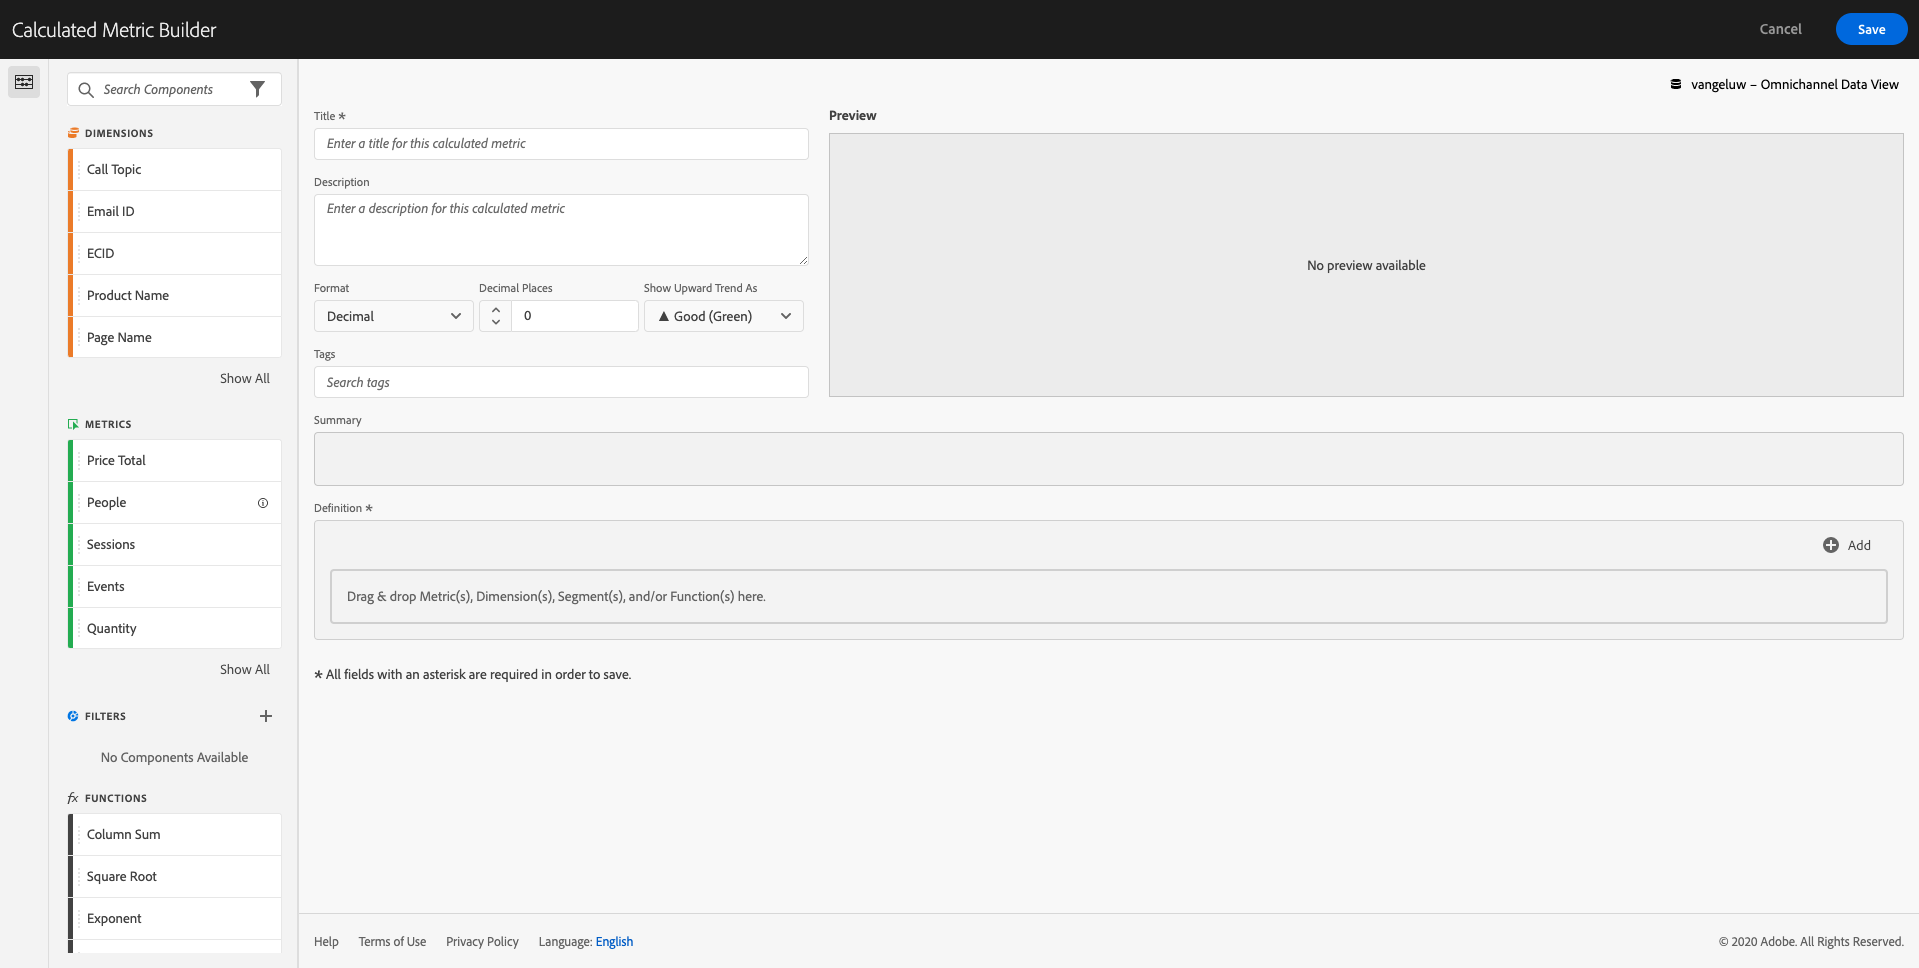 Calculated Metric Builder
Cancel
Save
Search Components
vangeluw – Omnichannel Data View
DIMENSIONS
Call Topic
Email ID
ECID
Product Name
Page Name
Show All
METRICS
Price Total
People
Sessions
Events
Quantity
Show All
FILTERS
No Components Available
fx FUNCTIONS
Column Sum
Square Root
Exponent
Title *
Enter a title for this calculated metric
Description
Enter a description for this calculated metric
Format
Decimal Places
Show Upward Trend As
Decimal
0
▲ Good (Green)
Tags
Search tags
Preview
No preview available
Summary
Definition *
Add
Drag & drop Metric(s), Dimension(s), Segment(s), and/or Function(s) here.
* All fields with an asterisk are required in order to save.
Help
Terms of Use
Privacy Policy
Language: English
© 2020 Adobe. All Rights Reserved.